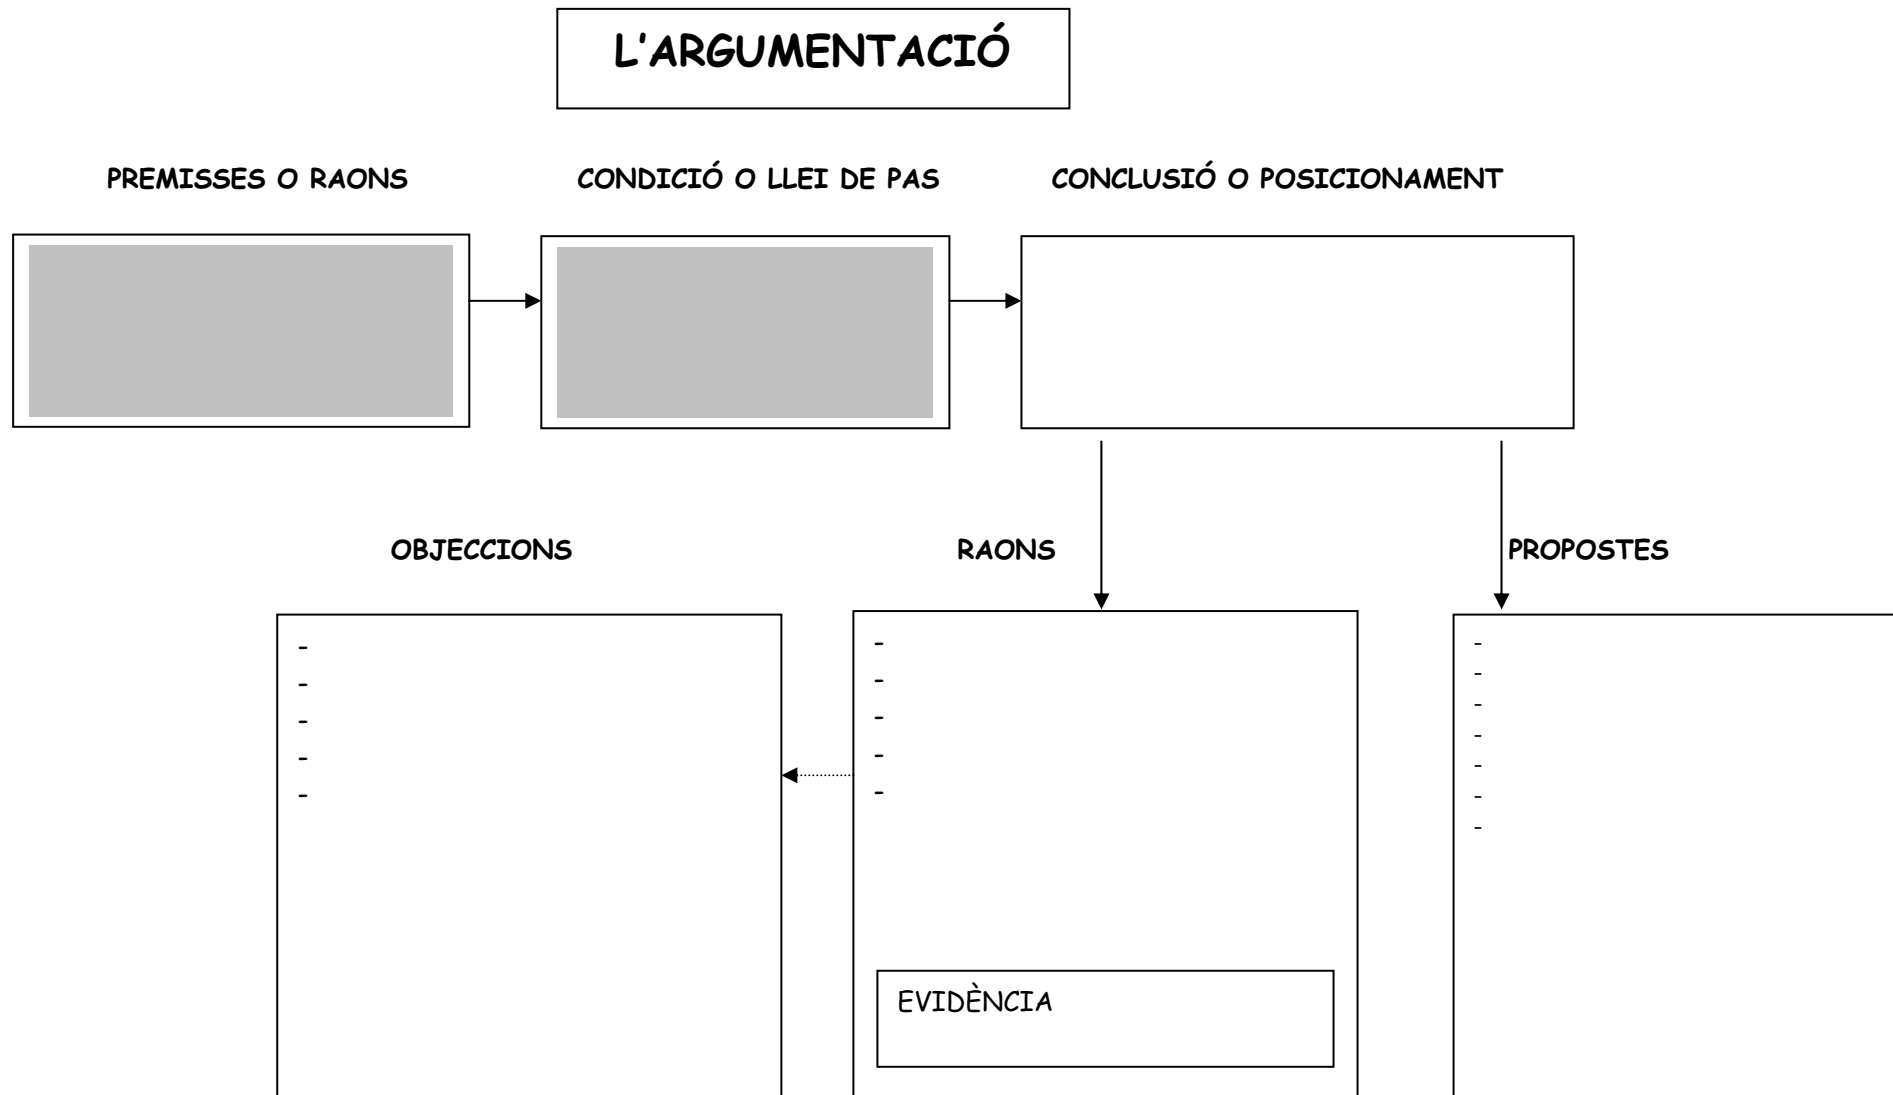 L'ARGUMENTACIÓ
PREMISSES O RAONS
CONDICIÓ O LLEI DE PAS
CONCLUSIÓ O POSICIONAMENT
OBJECCIONS
RAONS
PROPOSTES
-
-
-
-
-
-
-
-
-
-
EVIDÈNCIA
-
-
-
-
-
-
-